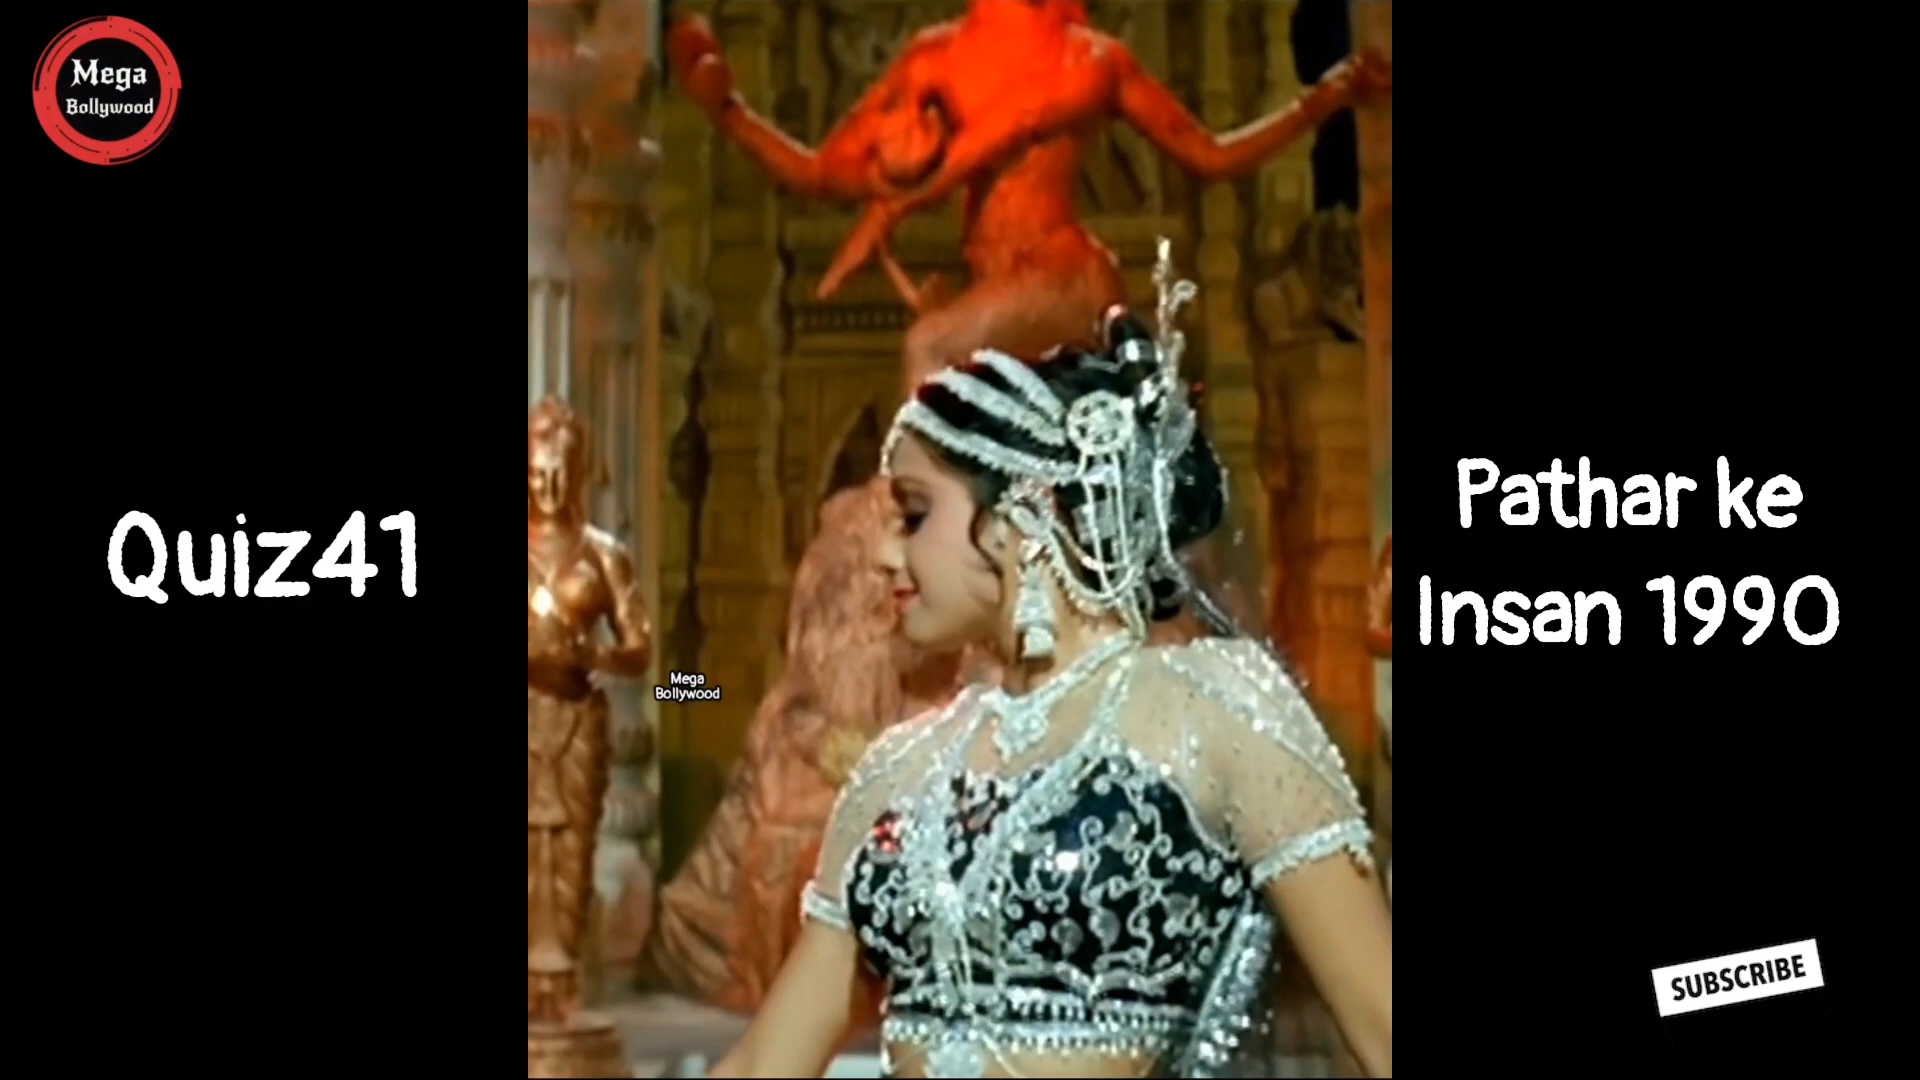 Mega
Bollywood
Quiz41
Mega
Bollywood
Pathar ke
Insan 1990
SUBSCRIBE